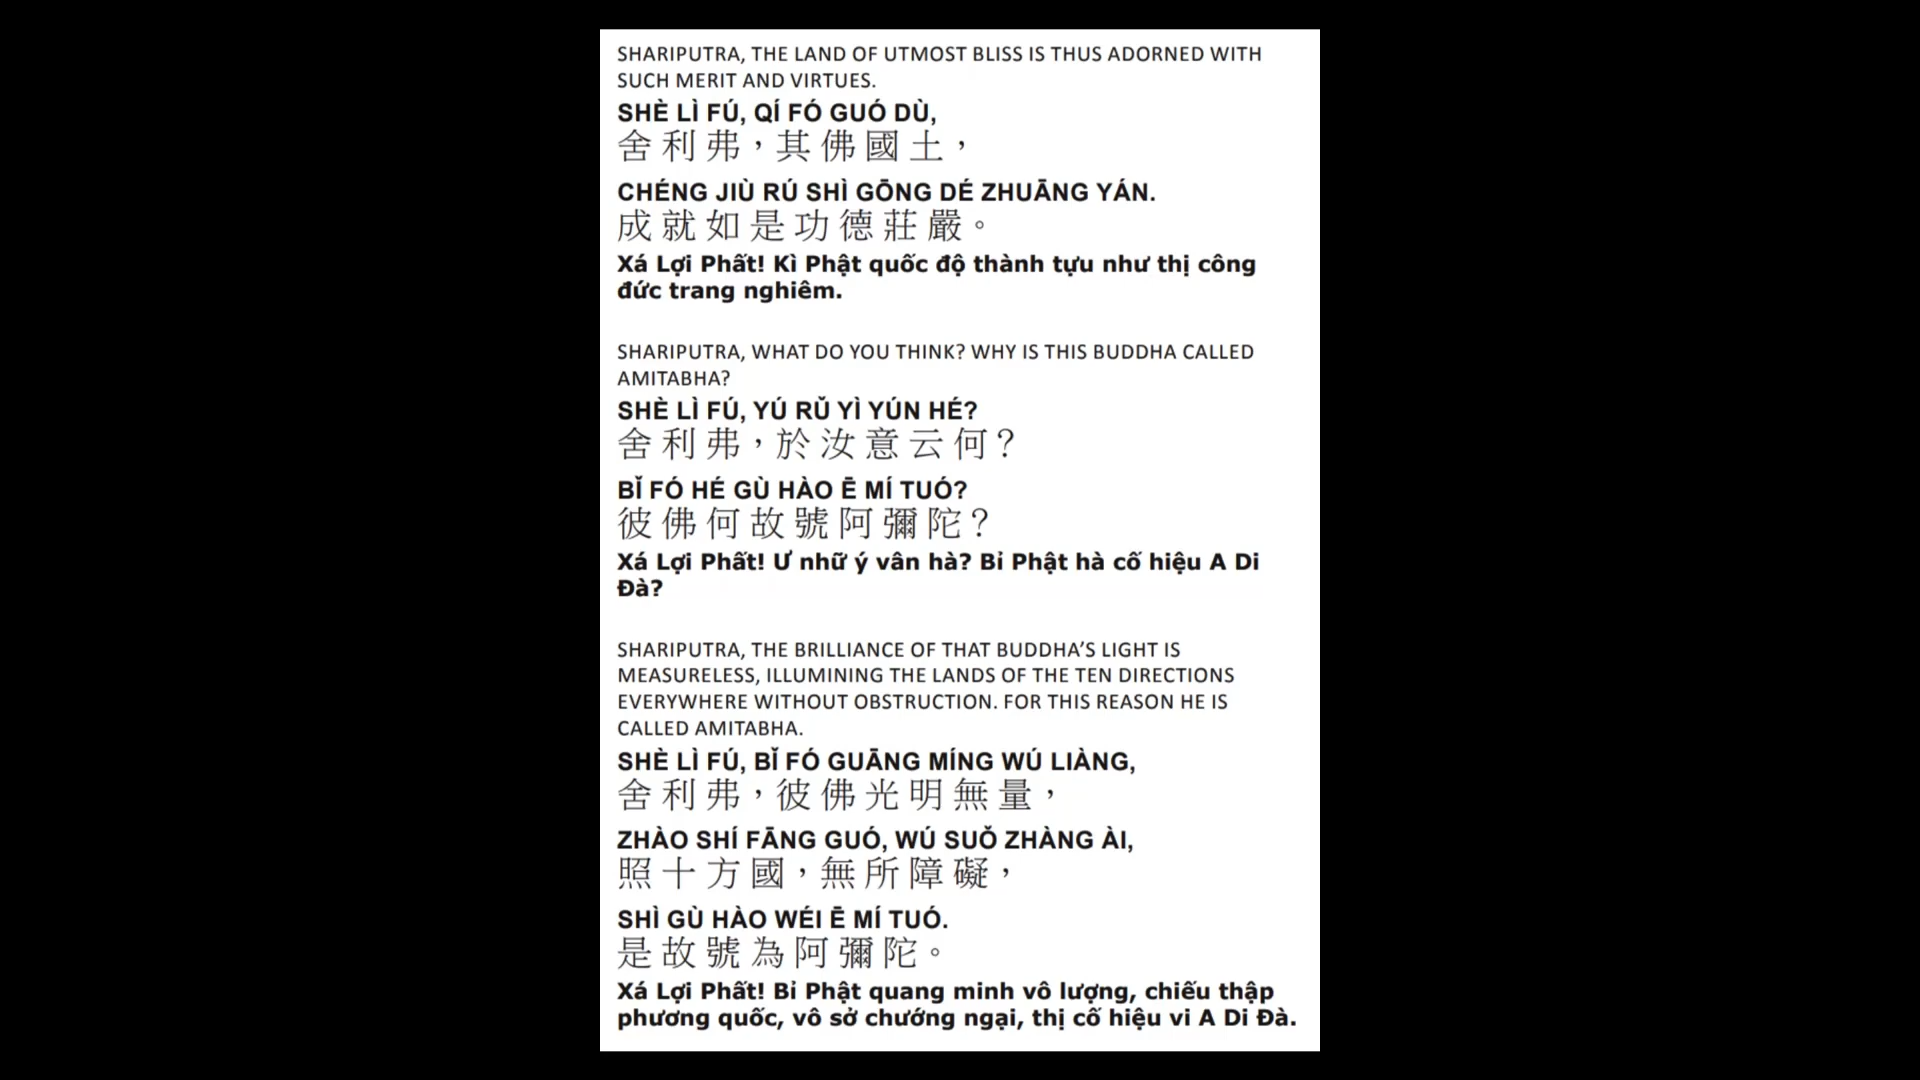 SHARIPUTRA, THE LAND OF UTMOST BLISS IS THUS ADORNED WITH
SUCH MERIT AND VIRTUES.
SHÈ LÌ FÚ, QÍ FÓ GUÓ DÙ,
舍利弗，其佛國土，
CHÉNG JIÙ RÚ SHÌ GŌNG DÉ ZHUĀNG YÁN.
成就如是功德莊嚴。
Xá Lợi Phất! Kì Phật quốc độ thành tựu như thị công
đức trang nghiêm.
SHARIPUTRA, WHAT DO YOU THINK? WHY IS THIS BUDDHA CALLED
AMITABHA?
SHÈ LÌ FÚ, YÚ RǓ YÌ YÚN HÉ?
舍利弗，於汝意云何？
BǏ FÓ HÉ GÙ HÀO Ē MÍ TUÓ?
彼佛何故號阿彌陀？
Xá Lợi Phất! Ư nhữ ý vân hà? Bỉ Phật hà cố hiệu A Di
Đà?
SHARIPUTRA, THE BRILLIANCE OF THAT BUDDHA’S LIGHT IS
MEASURELESS, ILLUMINING THE LANDS OF THE TEN DIRECTIONS
EVERYWHERE WITHOUT OBSTRUCTION. FOR THIS REASON HE IS
CALLED AMITABHA.
SHÈ LÌ FÚ, BǏ FÓ GUĀNG MÍNG WÚ LIÀNG,
舍利弗，彼佛光明無量，
ZHÀO SHÍ FĀNG GUÓ, WÚ SUǑ ZHÀNG ÀI,
照十方國，無所障礙，
SHÌ GÙ HÀO WÉI Ē MÍ TUÓ.
是故號為阿彌陀。
Xá Lợi Phất! Bỉ Phật quang minh vô lượng, chiếu thập
phương quốc, vô sở chướng ngại, thị cố hiệu vi A Di Đà.